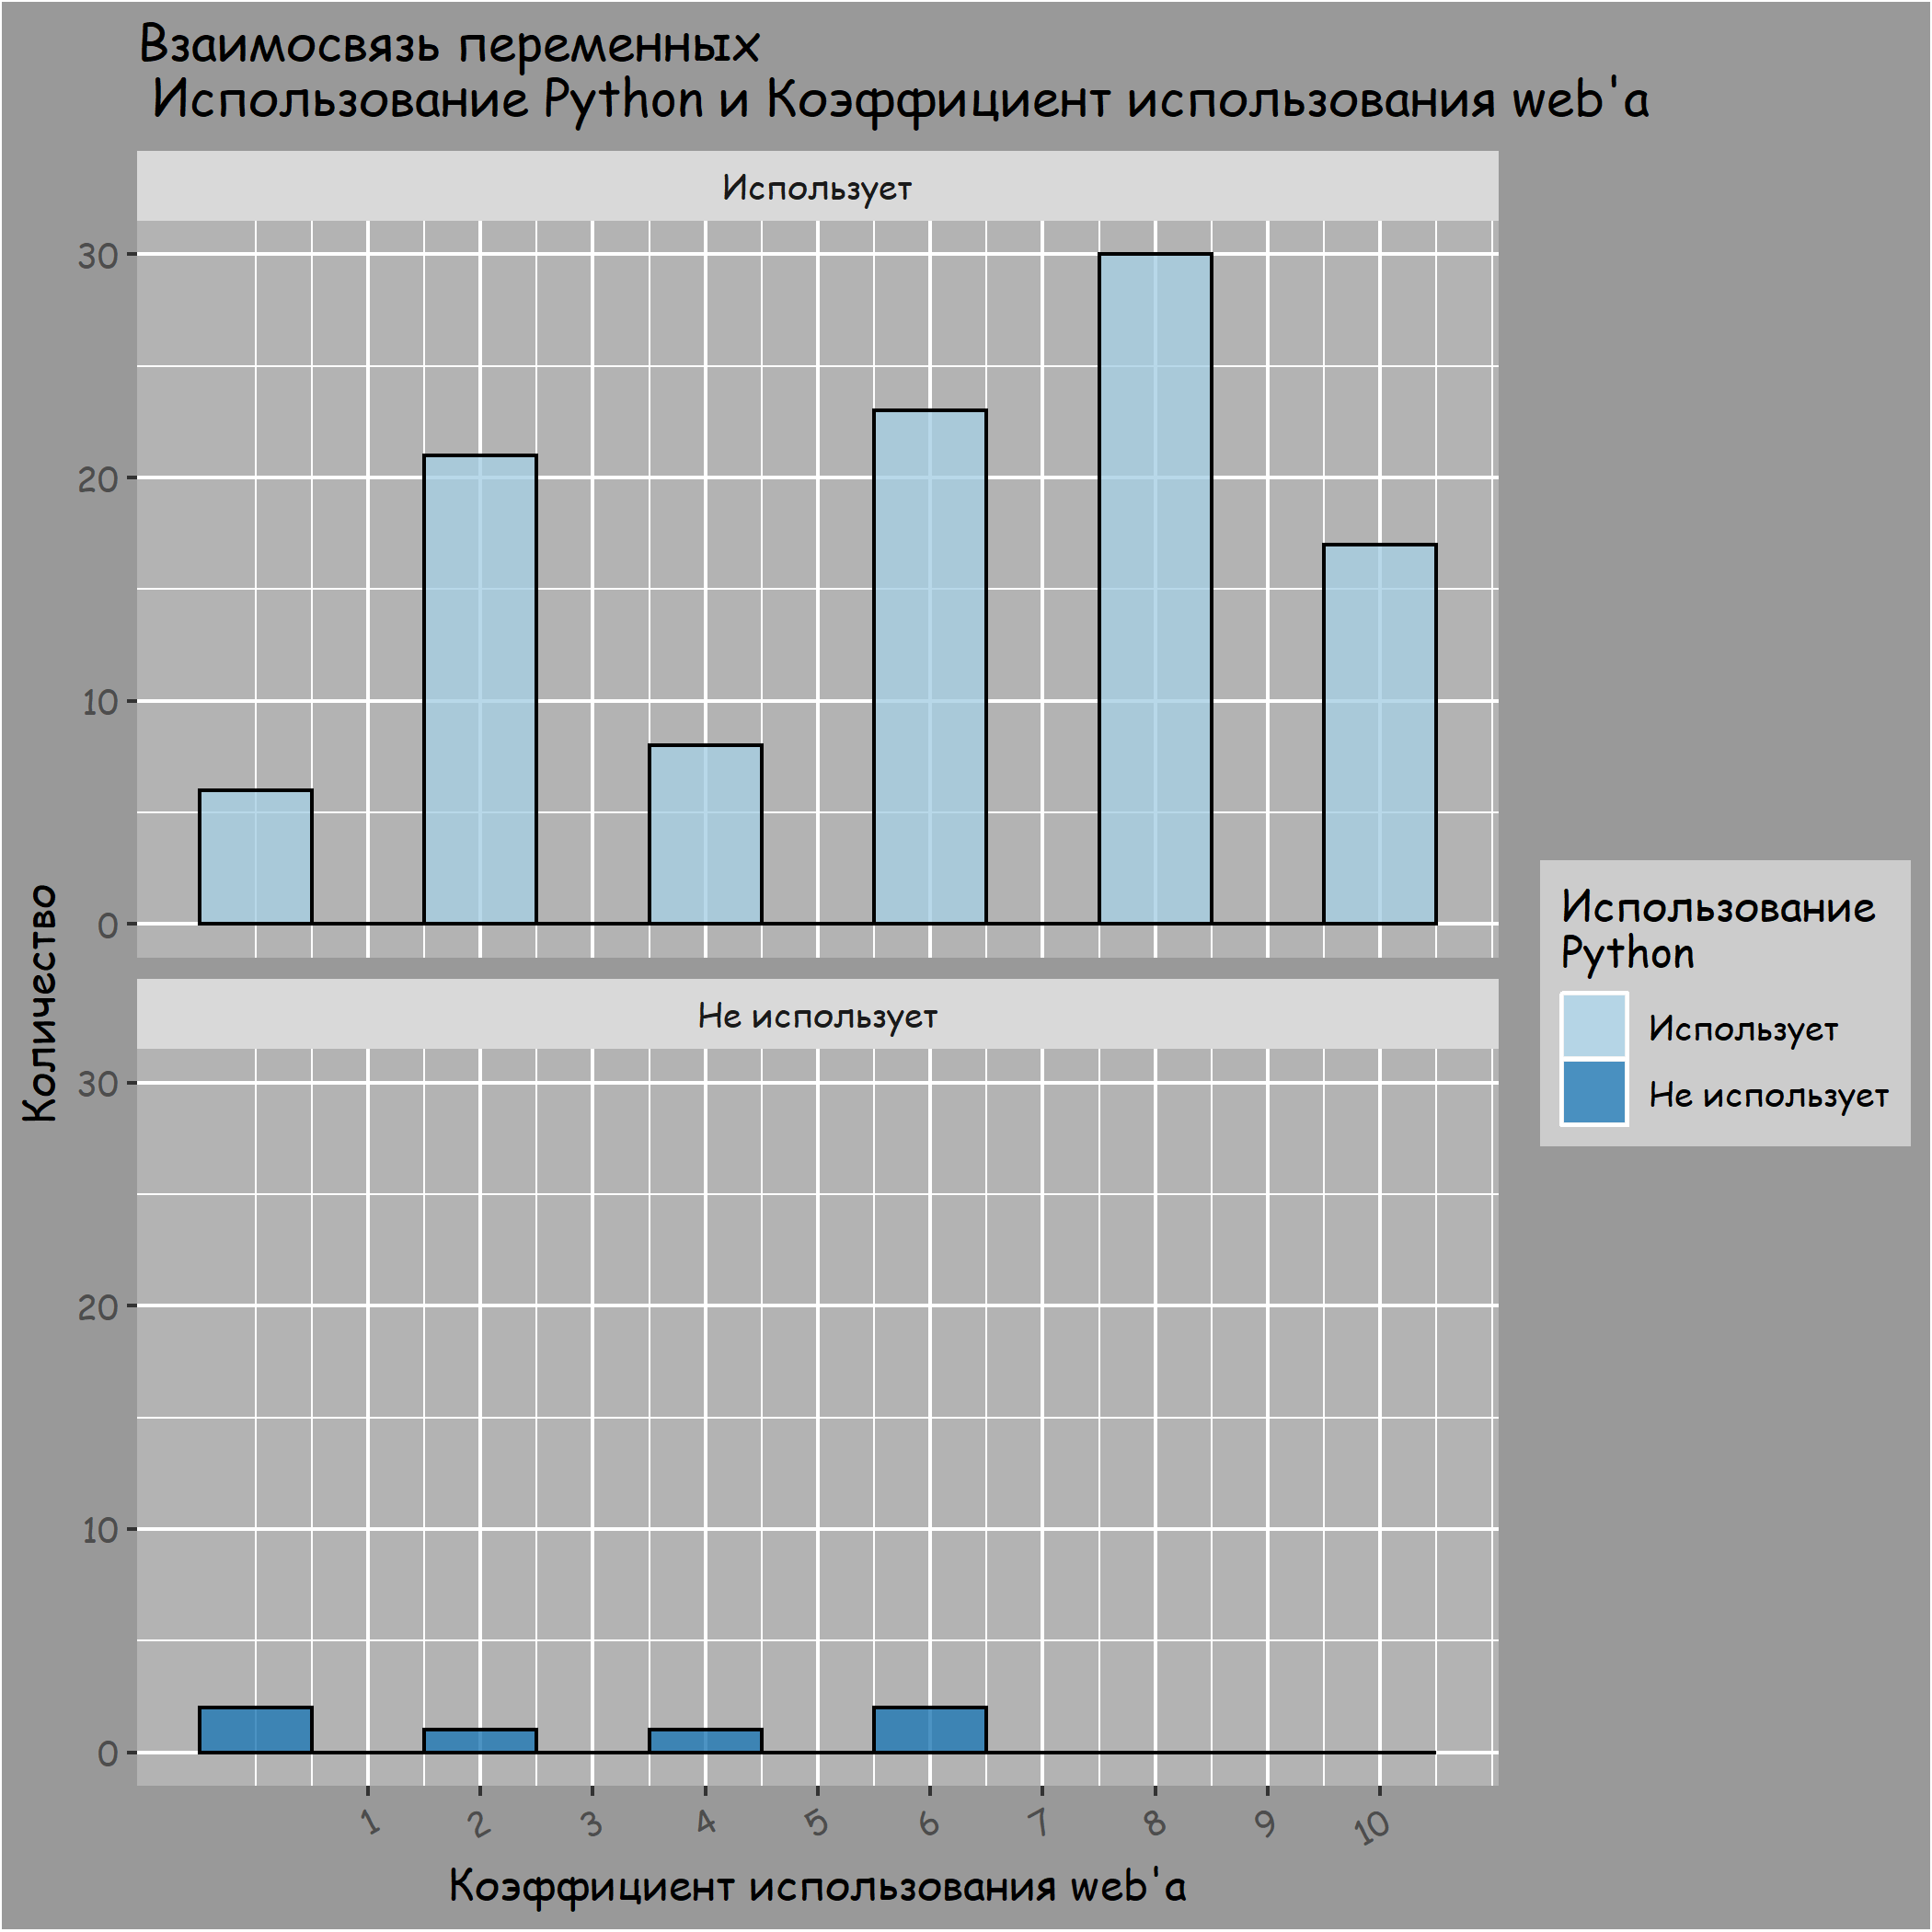 Взаимосвязь переменных
Использование Python и Коэффициент использования web'а
Использует
30
20
10
0
Не использует
30
20
10
0
1 2 3 4 5 6 7 8 9 10
Коэффициент использования web'а
Количество
Использование
Python
Использует
Не использует